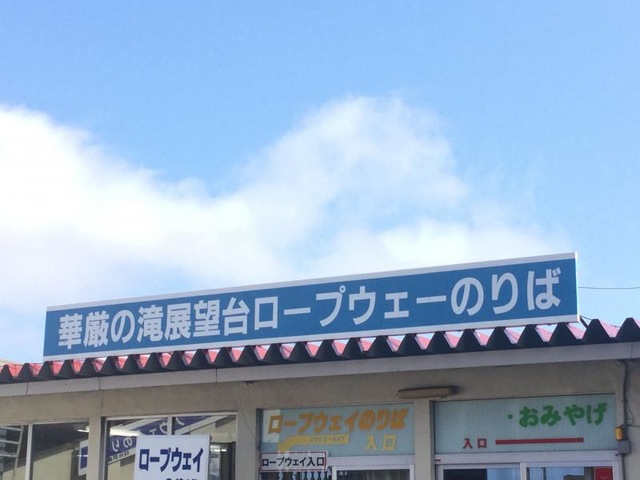 華厳の滝展望台ロープウェーのりば
ロープウェイのりば
入口
・おみやげ
入口
ロープウェイ入口
ロープウェイ